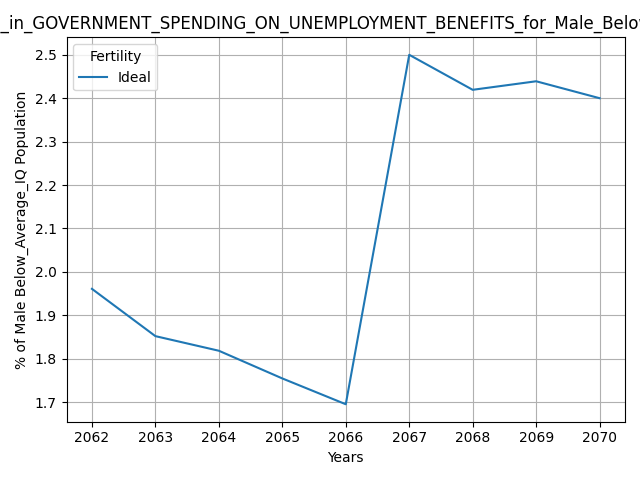 _in_GOVERNMENT_SPENDING_ON_UNEMPLOYMENT_BENEFITS_for_Male_Below
Fertility
Ideal
% of Male Below_Average_IQ Population
2.5
2.4
2.3
2.2
2.1
2.0
1.9
1.8
1.7
2062 2063 2064 2065 2066 2067 2068 2069 2070
Years